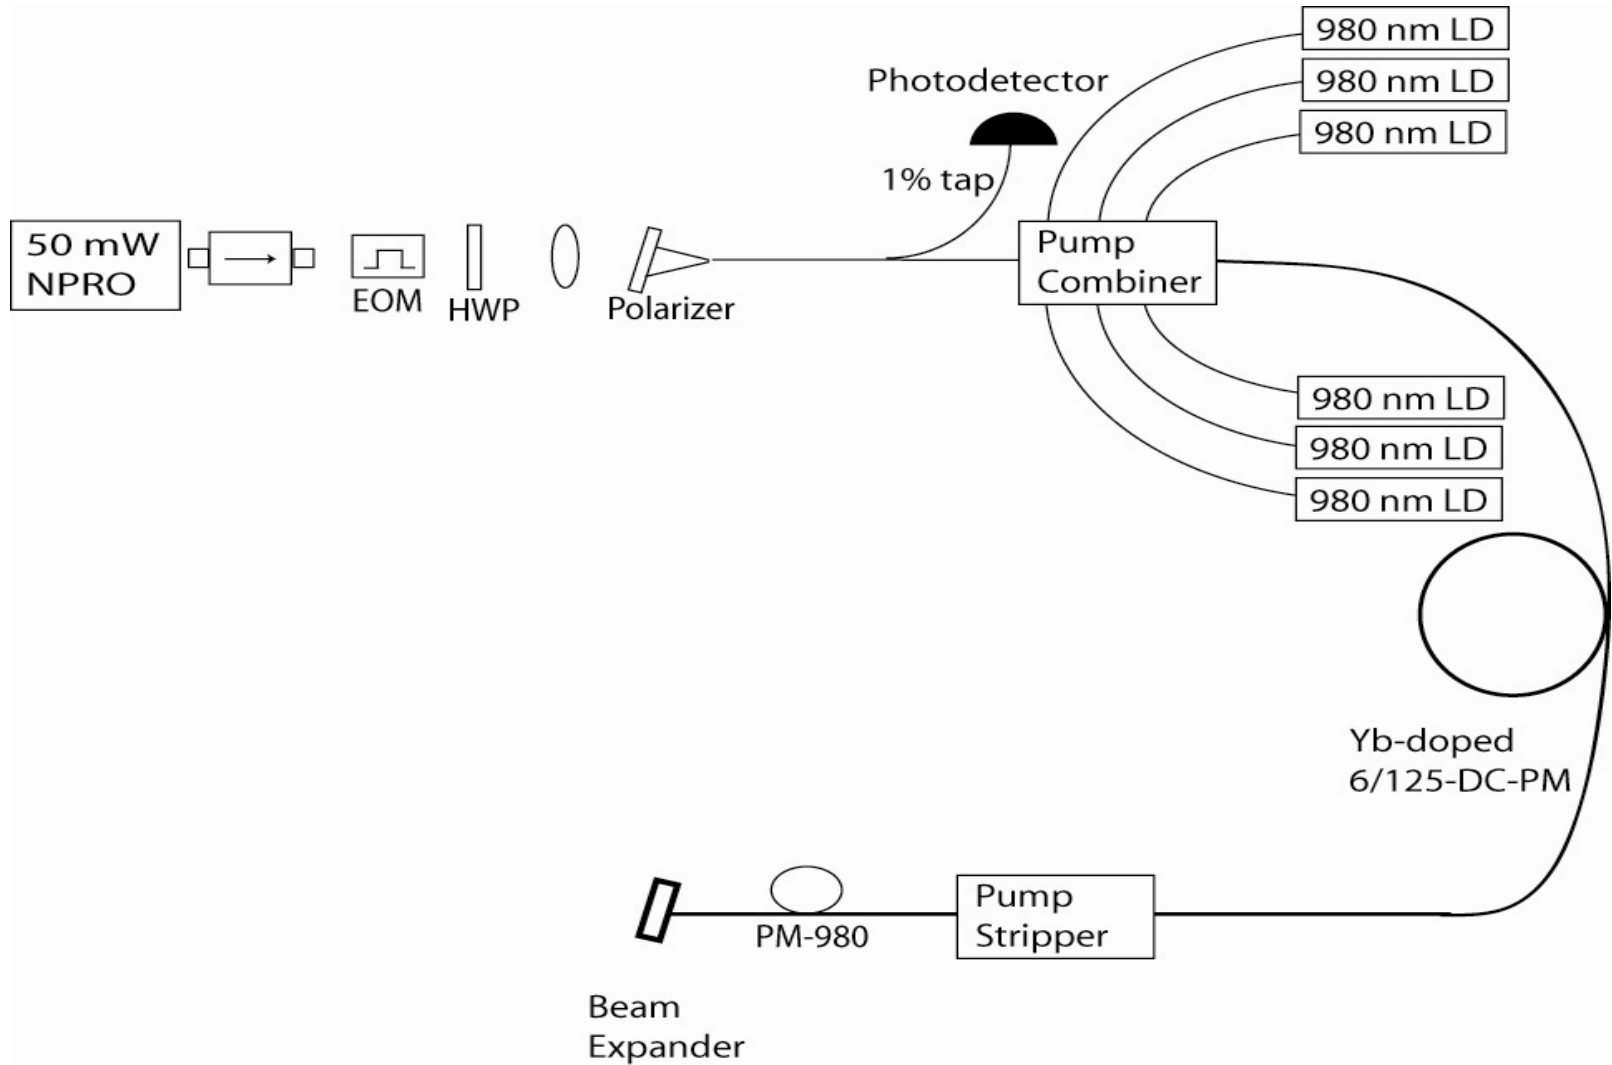 980 nm LD
980 nm LD
980 nm LD
Photodetector
1% tap
50 mW
NPRO
EOM
HWP
Polarizer
Pump
Combiner
980 nm LD
980 nm LD
980 nm LD
Yb-doped
6/125-DC-PM
Pump
Stripper
PM-980
Beam
Expander